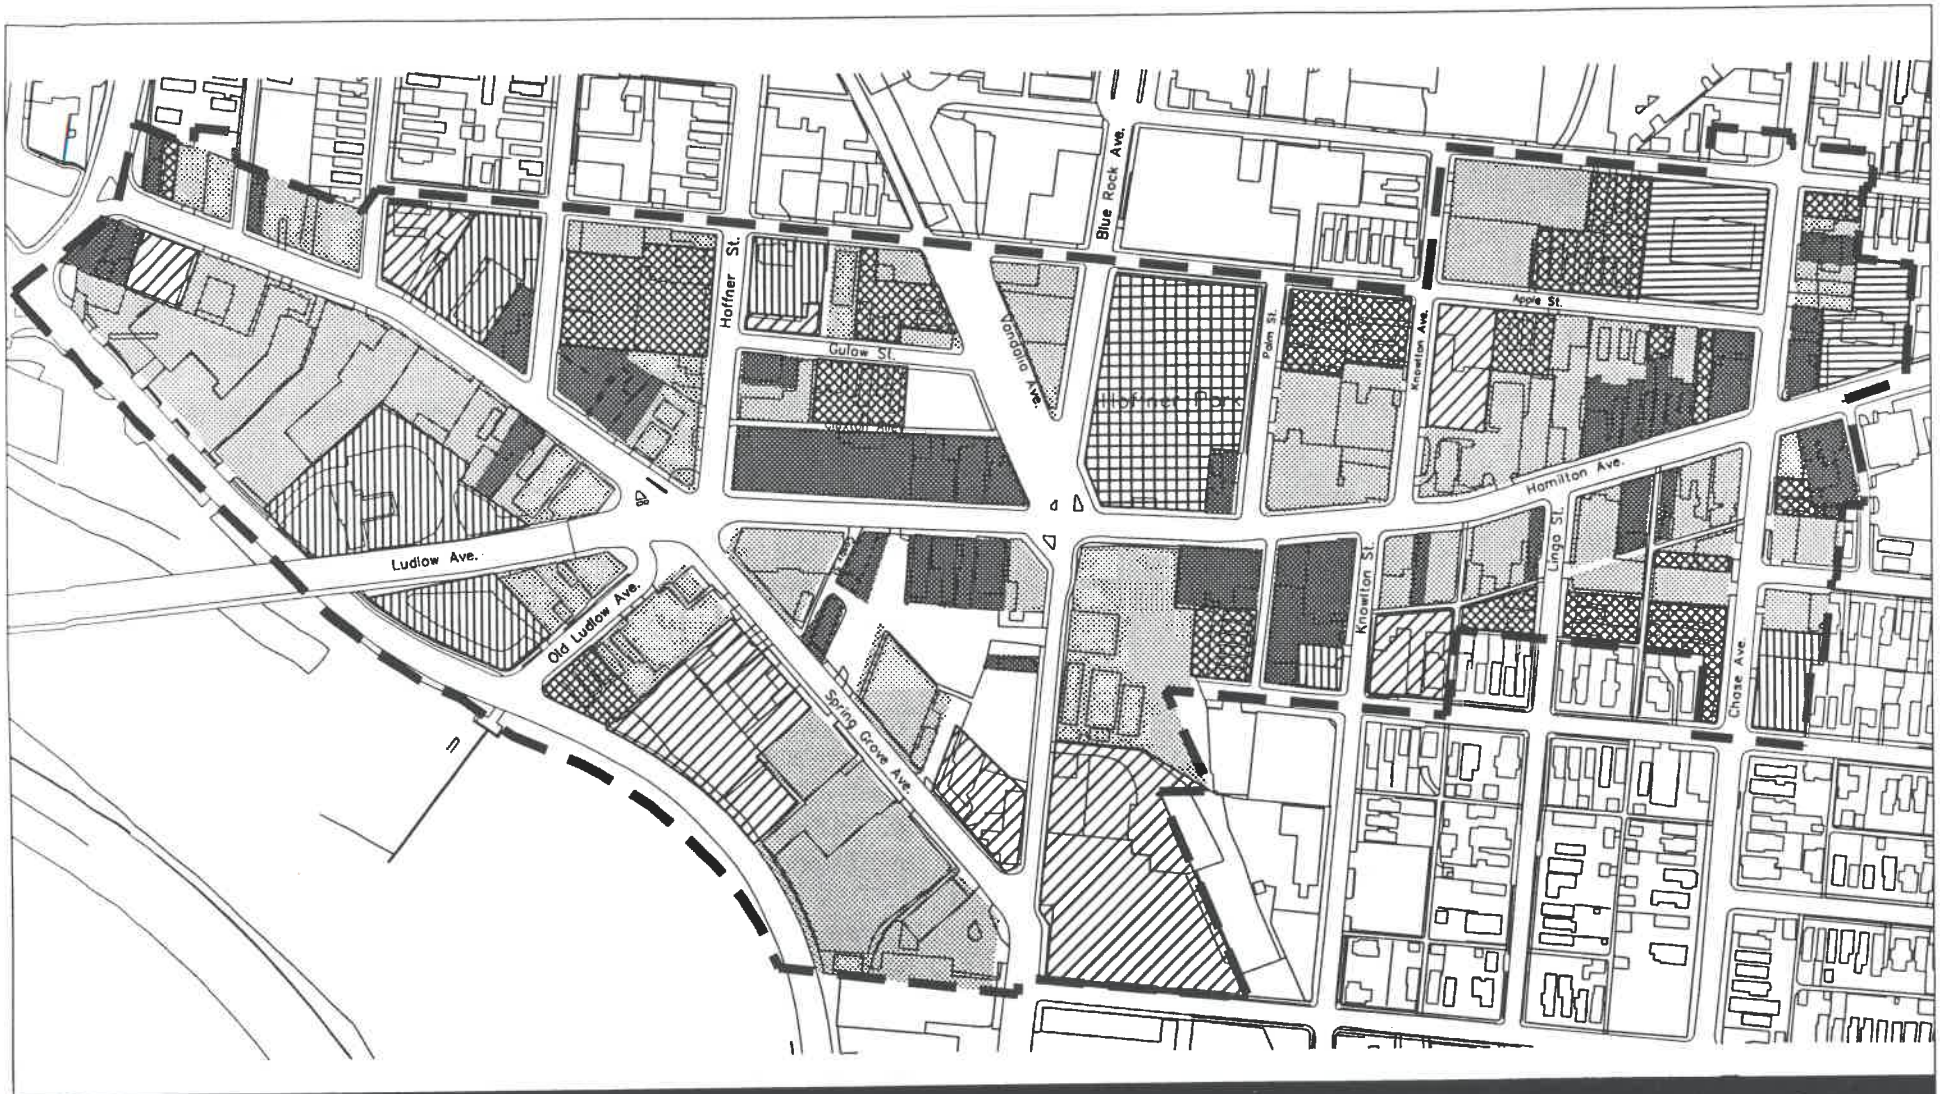 Blue Rock Ave.
Hoffner St.
Vandalia Ave.
Gulow St.
Palm St.
Knowlton Ave.
Apple St.
Hoffner Park
Hamilton Ave.
Ludlow Ave.
Old Ludlow Ave.
Spring Grove Ave.
Knowlton St.
Lingo St.
Chase Ave.